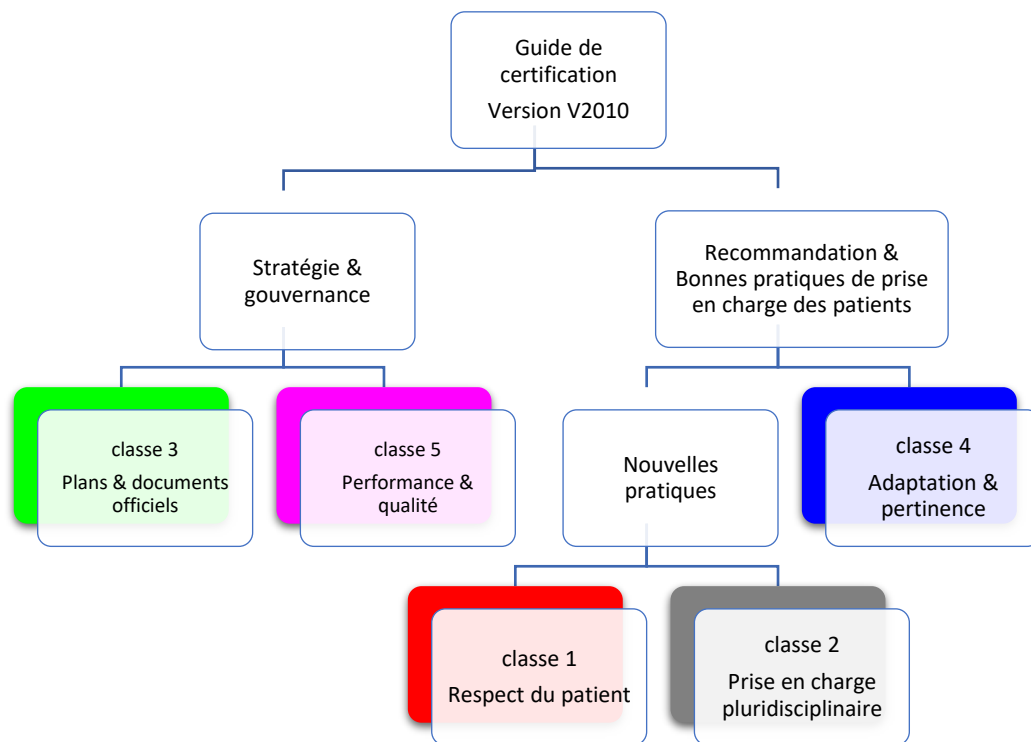 Guide de
certification
Version V2010
Stratégie &
gouvernance
Recommandation &
Bonnes pratiques de prise
en charge des patients
classe 3
Plans & documents
officiels
classe 5
Performance &
qualité
Nouvelles
pratiques
classe 4
Adaptation &
pertinence
classe 1
Respect du patient
classe 2
Prise en charge
pluridisciplinaire